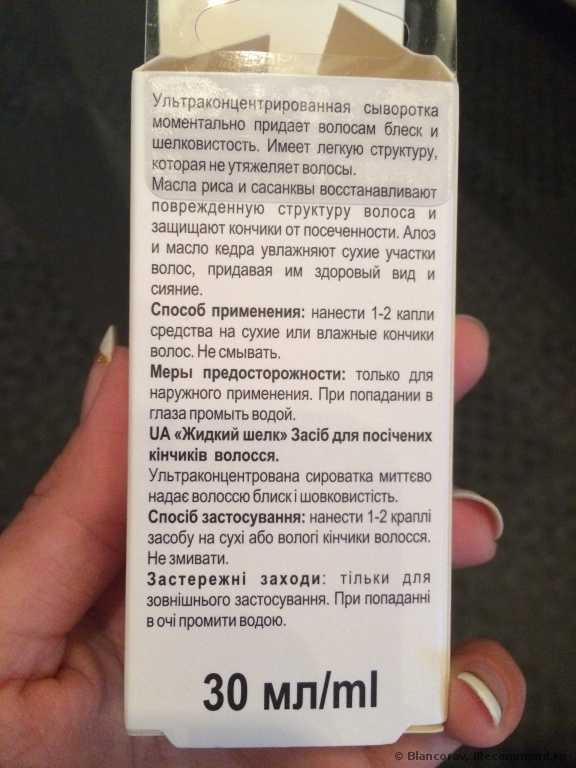 Ультраконцентрированная сыворотка
моментально придает волосам блеск и
шелковистость. Имеет легкую структуру,
которая не утяжеляет волосы.
Масла риса и сасанквы восстанавливают
поврежденную структуру волоса и
защищают кончики от посеченности. Алоэ
и масло кедра увлажняют сухие участки
волос, придавая им здоровый вид и
сияние.
Способ применения: нанести 1-2 капли
средства на сухие или влажные кончики
волос. Не смывать.
Меры предосторожности: только для
наружного применения. При попадании в
глаза промыть водой.
UA «Жидкий шелк» Засіб для посічених
кінчиків волосся.
Ультраконцентрована сироватка миттєво
надає волоссю блиск і шовковистість.
Спосіб застосування: нанести 1-2 краплі
засобу на сухі або вологі кінчики волосся.
Не змивати.
Застережні заходи: тільки для
зовнішнього застосування. При попаданні
в очі промити водою.
30 мл/ml
© Blancorov, IRecommend.ru